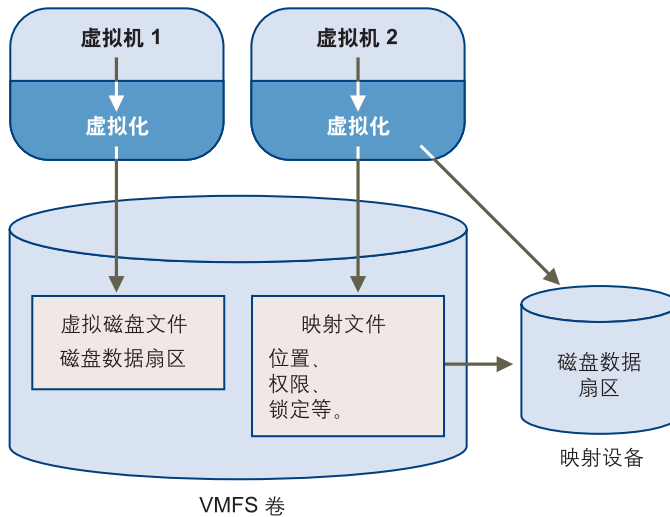 虚拟机 1
虚拟机 2
虚拟化
虚拟化
虚拟磁盘文件
磁盘数据扇区
映射文件
位置、
权限、
锁定等。
磁盘数据
扇区
映射设备
VMFS 卷